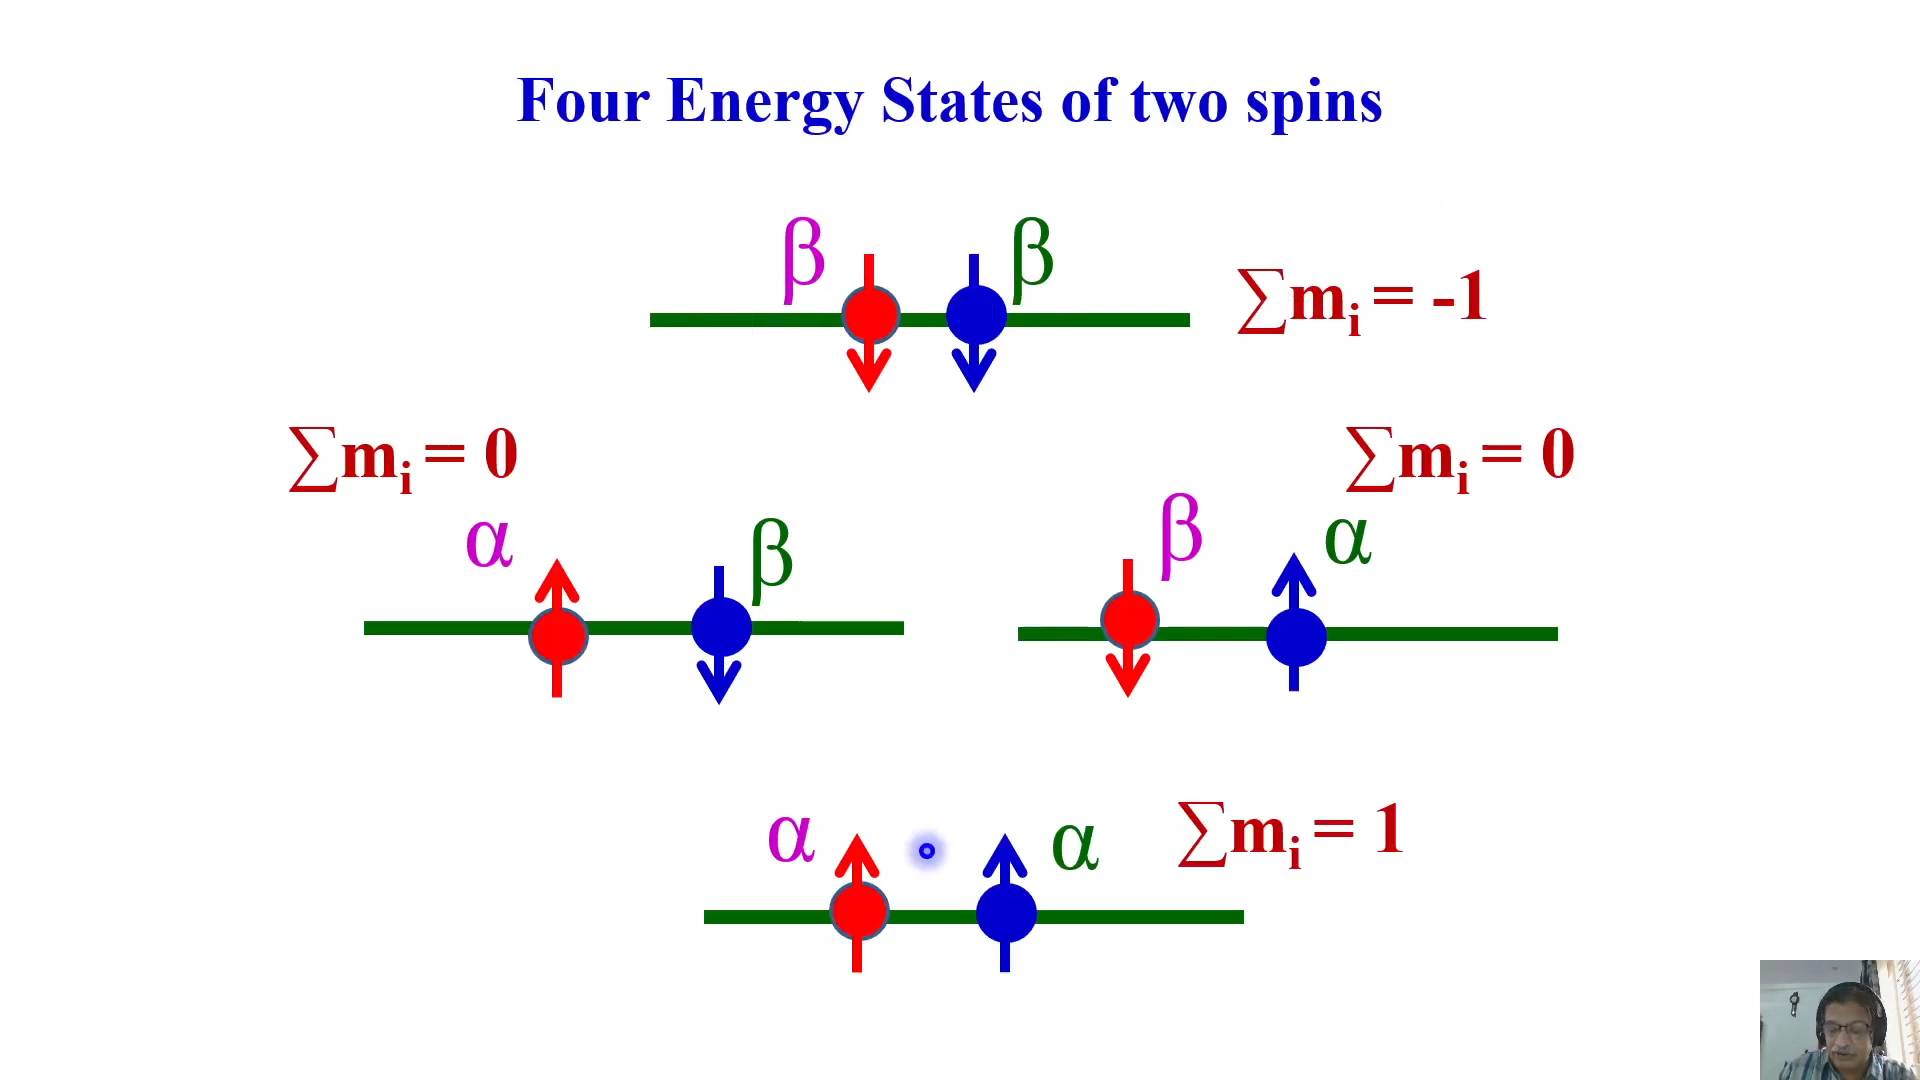 Four Energy States of two spins
β β
∑mi = -1
∑mi = 0
∑mi = 0
α β
β α
α α
∑mi = 1